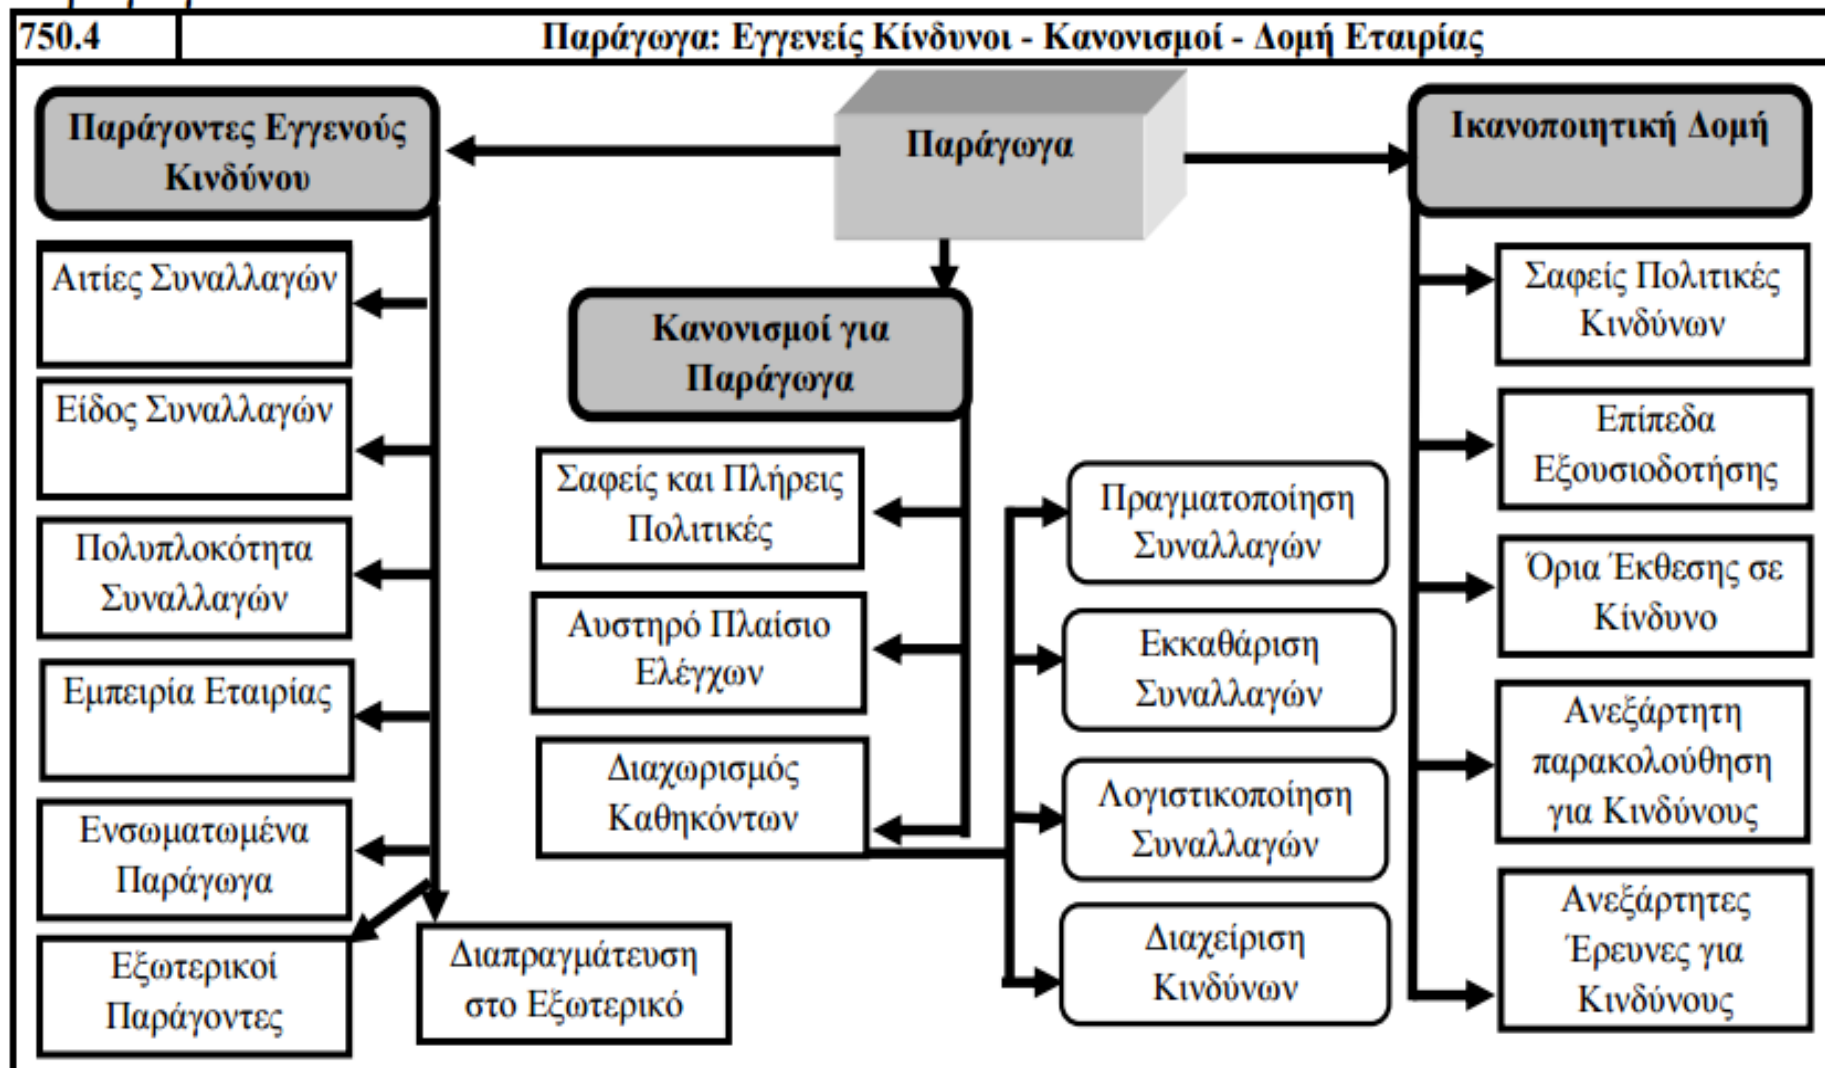 750.4
Παράγωγα: Εγγενείς Κίνδυνοι - Κανονισμοί - Δομή Εταιρίας
Παράγοντες Εγγενούς
Κινδύνου
Αιτίες Συναλλαγών
Είδος Συναλλαγών
Πολυπλοκότητα
Συναλλαγών
Εμπειρία Εταιρίας
Ενσωματωμένα
Παράγωγα
Εξωτερικοί
Παράγοντες
Διαπραγμάτευση
στο Εξωτερικό
Παράγωγα
Κανονισμοί για
Παράγωγα
Σαφείς και Πλήρεις
Πολιτικές
Αυστηρό Πλαίσιο
Ελέγχων
Διαχωρισμός
Καθηκόντων
Πραγματοποίηση
Συναλλαγών
Εκκαθάριση
Συναλλαγών
Λογιστικοποίηση
Συναλλαγών
Διαχείριση
Κινδύνων
Ικανοποιητική Δομή
Σαφείς Πολιτικές
Κινδύνων
Επίπεδα
Εξουσιοδοτήσης
Όρια Έκθεσης σε
Κίνδυνο
Ανεξάρτητη
παρακολούθηση
για Κινδύνους
Ανεξάρτητες
Έρευνες για
Κινδύνους